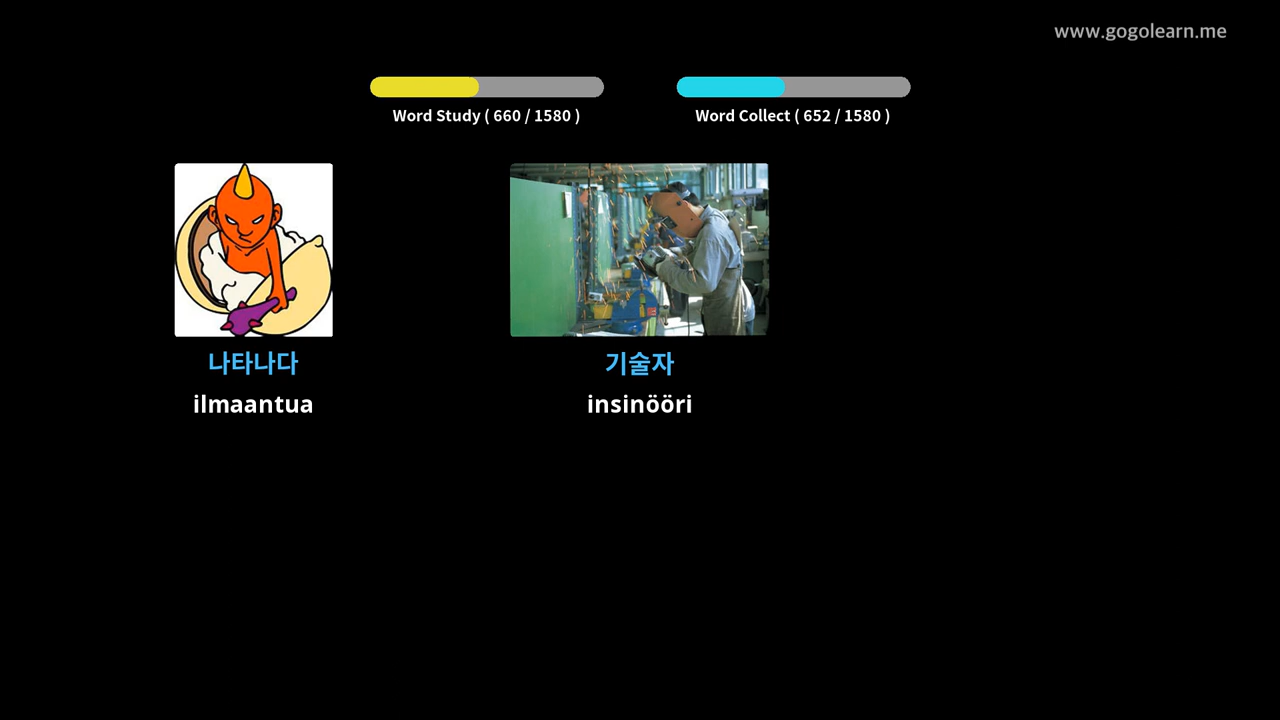 www.gogolearn.me
Word Study ( 660 / 1580 )
Word Collect ( 652 / 1580 )
나타나다
기술자
ilmaantua
insinööri